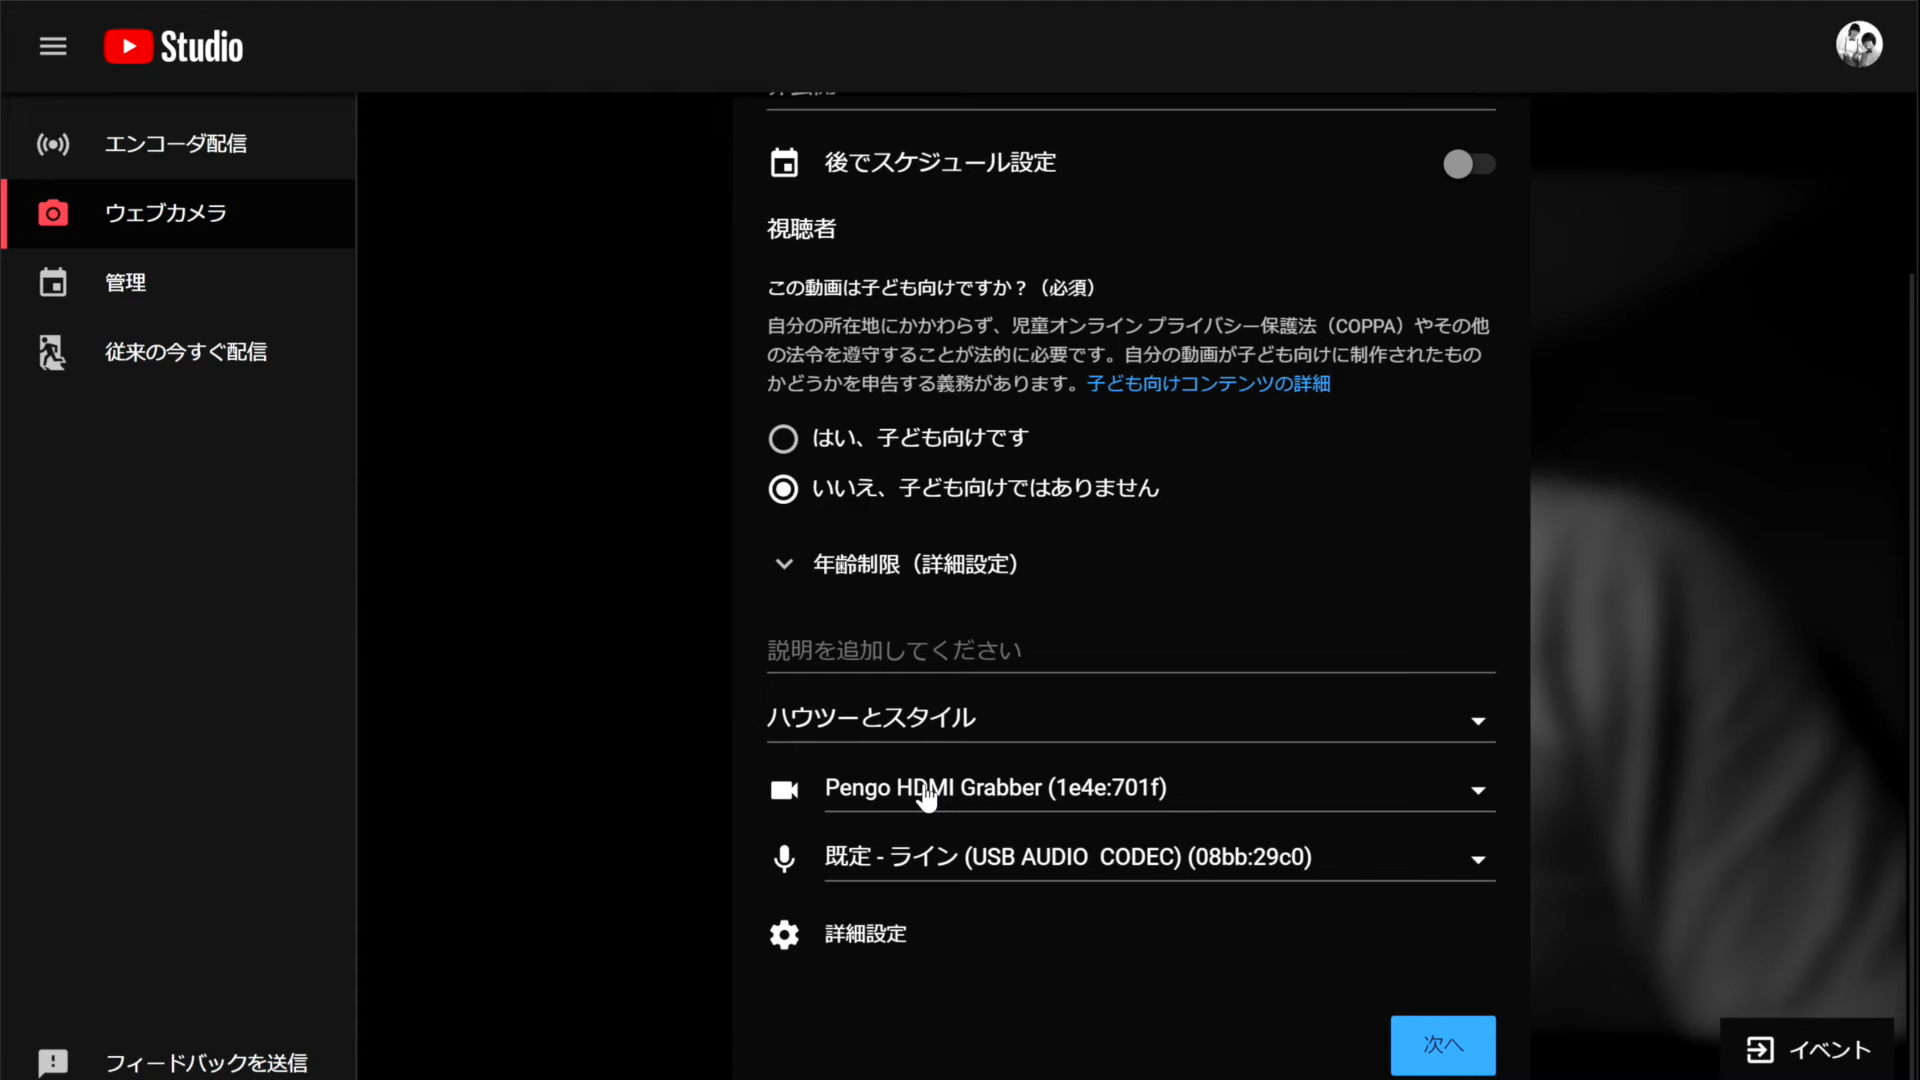 Studio
エンコーダ配信
ウェブカメラ
管理
従来の今すぐ配信
フィードバックを送信
後でスケジュール設定
視聴者
この動画は子ども向けですか？（必須）
自分の所在地にかかわらず、児童オンライン プライバシー保護法（COPPA）やその他
の法令を遵守することが法的に必要です。自分の動画が子ども向けに制作されたもの
かどうかを申告する義務があります。子ども向けコンテンツの詳細
はい、子ども向けです
いいえ、子ども向けではありません
年齢制限（詳細設定）
説明を追加してください
ハウツーとスタイル
Pengo HDMI Grabber (1e4e:701f)
既定 - ライン (USB AUDIO  CODEC) (08bb:29c0)
詳細設定
次へ
イベント